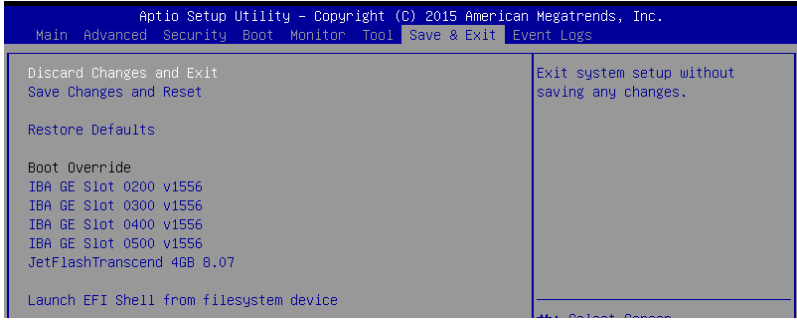 Aptio Setup Utility – Copyright (C) 2015 American Megatrends, Inc.
Main Advanced Security Boot Monitor Tool Save & Exit Event Logs
Discard Changes and Exit
Save Changes and Reset
Restore Defaults
Boot Override
IBA GE Slot 0200 v1556
IBA GE Slot 0300 v1556
IBA GE Slot 0400 v1556
IBA GE Slot 0500 v1556
JetFlashTranscend 4GB 8.07
Launch EFI Shell from filesystem device
Exit system setup without
saving any changes.